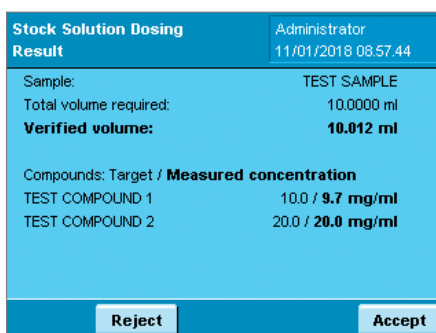 Stock Solution Dosing
Result
Administrator
11/01/2018 08.57.44
Sample: TEST SAMPLE
Total volume required: 10.0000 ml
Verified volume: 10.012 ml
Compounds: Target / Measured concentration
TEST COMPOUND 1 10.0 / 9.7 mg/ml
TEST COMPOUND 2 20.0 / 20.0 mg/ml
Reject Accept